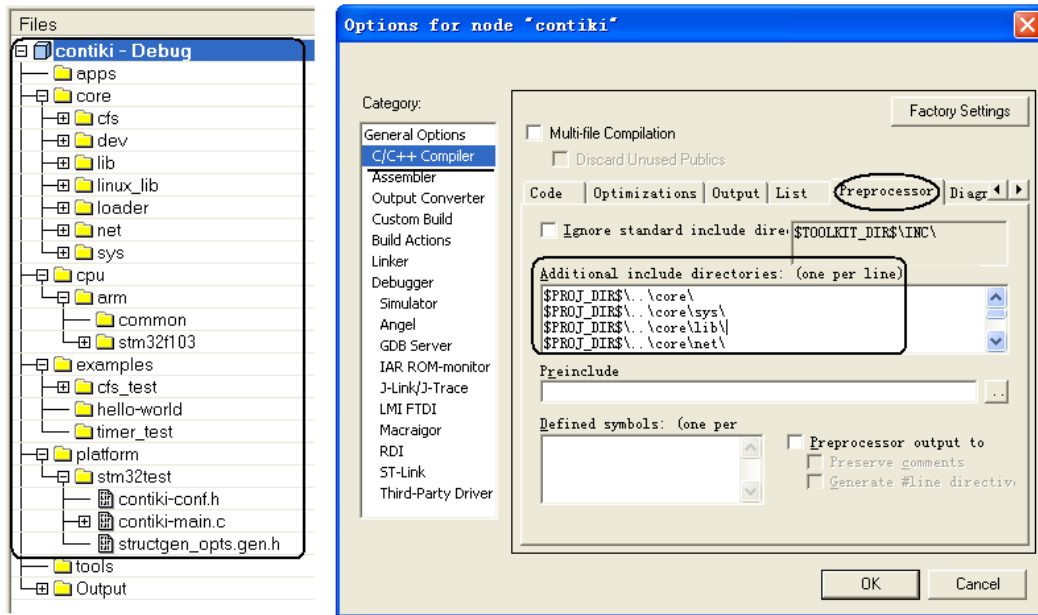 Files
contiki - Debug
apps
core
cfs
dev
lib
linux_lib
loader
net
sys
cpu
arm
common
stm32f103
examples
cfs_test
hello-world
timer_test
platform
stm32test
contiki-conf.h
contiki-main.c
structgen_opts.gen.h
tools
Output
Options for node "contiki"
Category:
General Options
C/C++ Compiler
Assembler
Output Converter
Custom Build
Build Actions
Linker
Debugger
Simulator
Angel
GDB Server
IAR ROM-monitor
J-Link/J-Trace
LMI FTDI
Macraigor
RDI
ST-Link
Third-Party Driver
Factory Settings
Multi-file Compilation
Discard Unused Publics
Code Optimizations Output List Preprocessor Diagr
Ignore standard include dire $TOOLKIT_DIR$\INC\
Additional include directories: (one per line)
$PROJ_DIR$\..\core\
$PROJ_DIR$\..\core\sys\
$PROJ_DIR$\..\core\lib\
$PROJ_DIR$\..\core\net\
Preinclude
..
Defined symbols: (one per
Preprocessor output to
Preserve comments
Generate #line directiv
OK Cancel